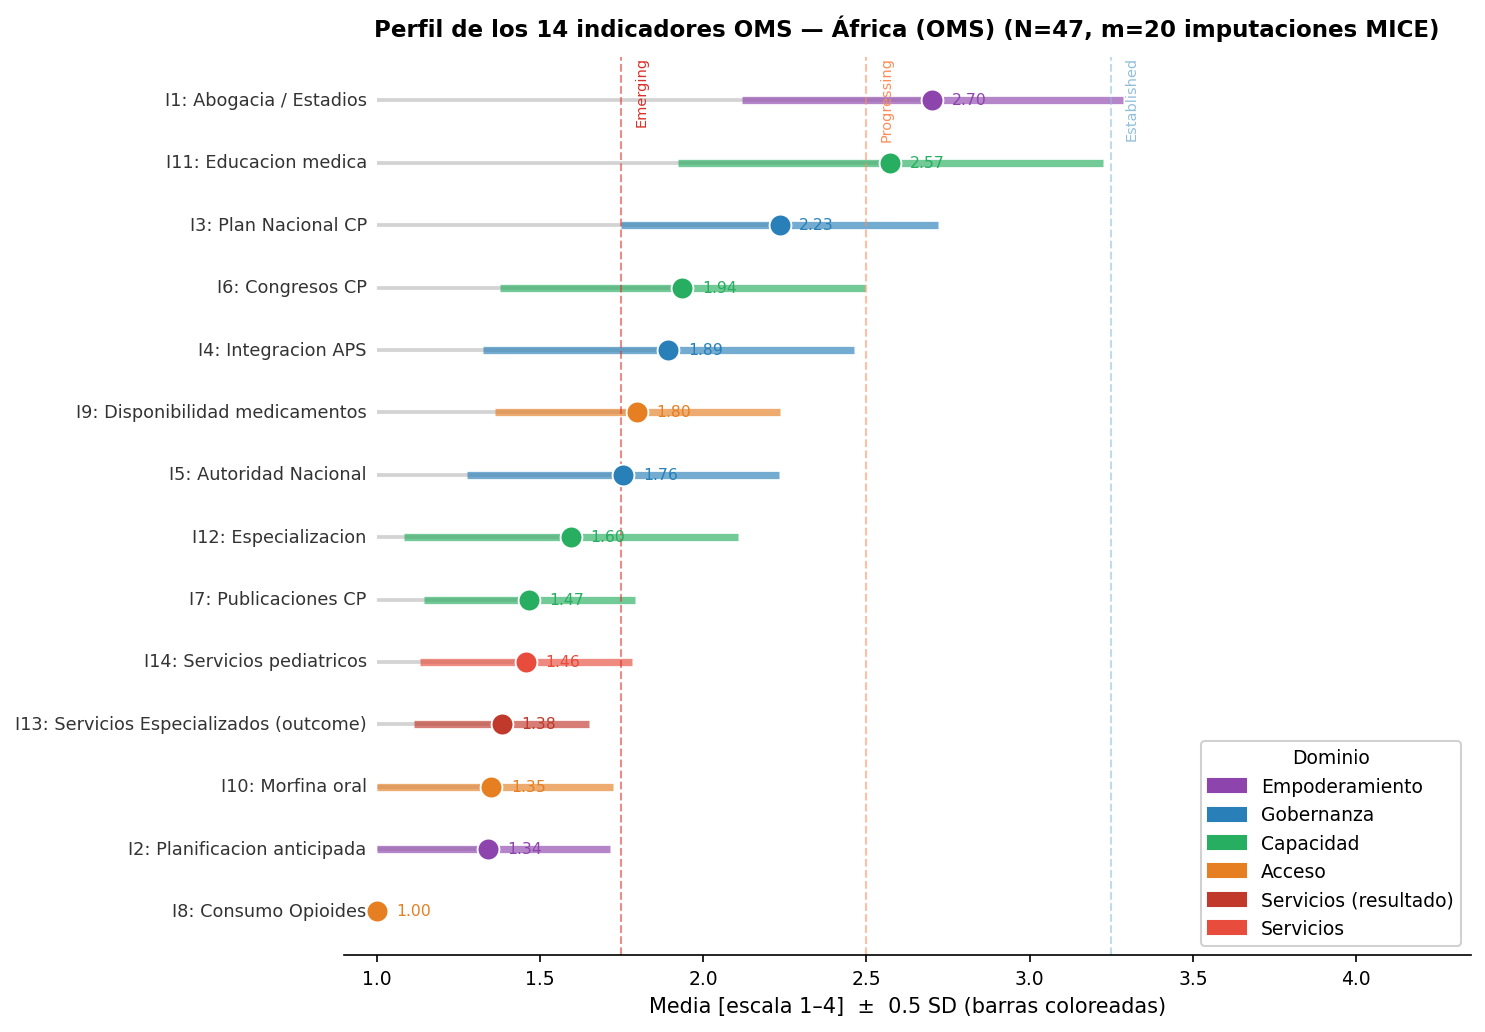 Perfil de los 14 indicadores OMS — África (OMS) (N=47, m=20 imputaciones MICE)
Emerging
Progressing
Established
I1: Abogacia / Estadios
2.70
I11: Educacion medica
2.57
I3: Plan Nacional CP
2.23
I6: Congresos CP
1.94
I4: Integracion APS
1.89
I9: Disponibilidad medicamentos
1.80
I5: Autoridad Nacional
1.76
I12: Especializacion
1.60
I7: Publicaciones CP
1.47
I14: Servicios pediatricos
1.46
I13: Servicios Especializados (outcome)
1.38
I10: Morfina oral
1.35
I2: Planificacion anticipada
1.34
I8: Consumo Opioides
1.00
Dominio
Empoderamiento
Gobernanza
Capacidad
Acceso
Servicios (resultado)
Servicios
1.0 1.5 2.0 2.5 3.0 3.5 4.0
Media [escala 1–4] ± 0.5 SD (barras coloreadas)